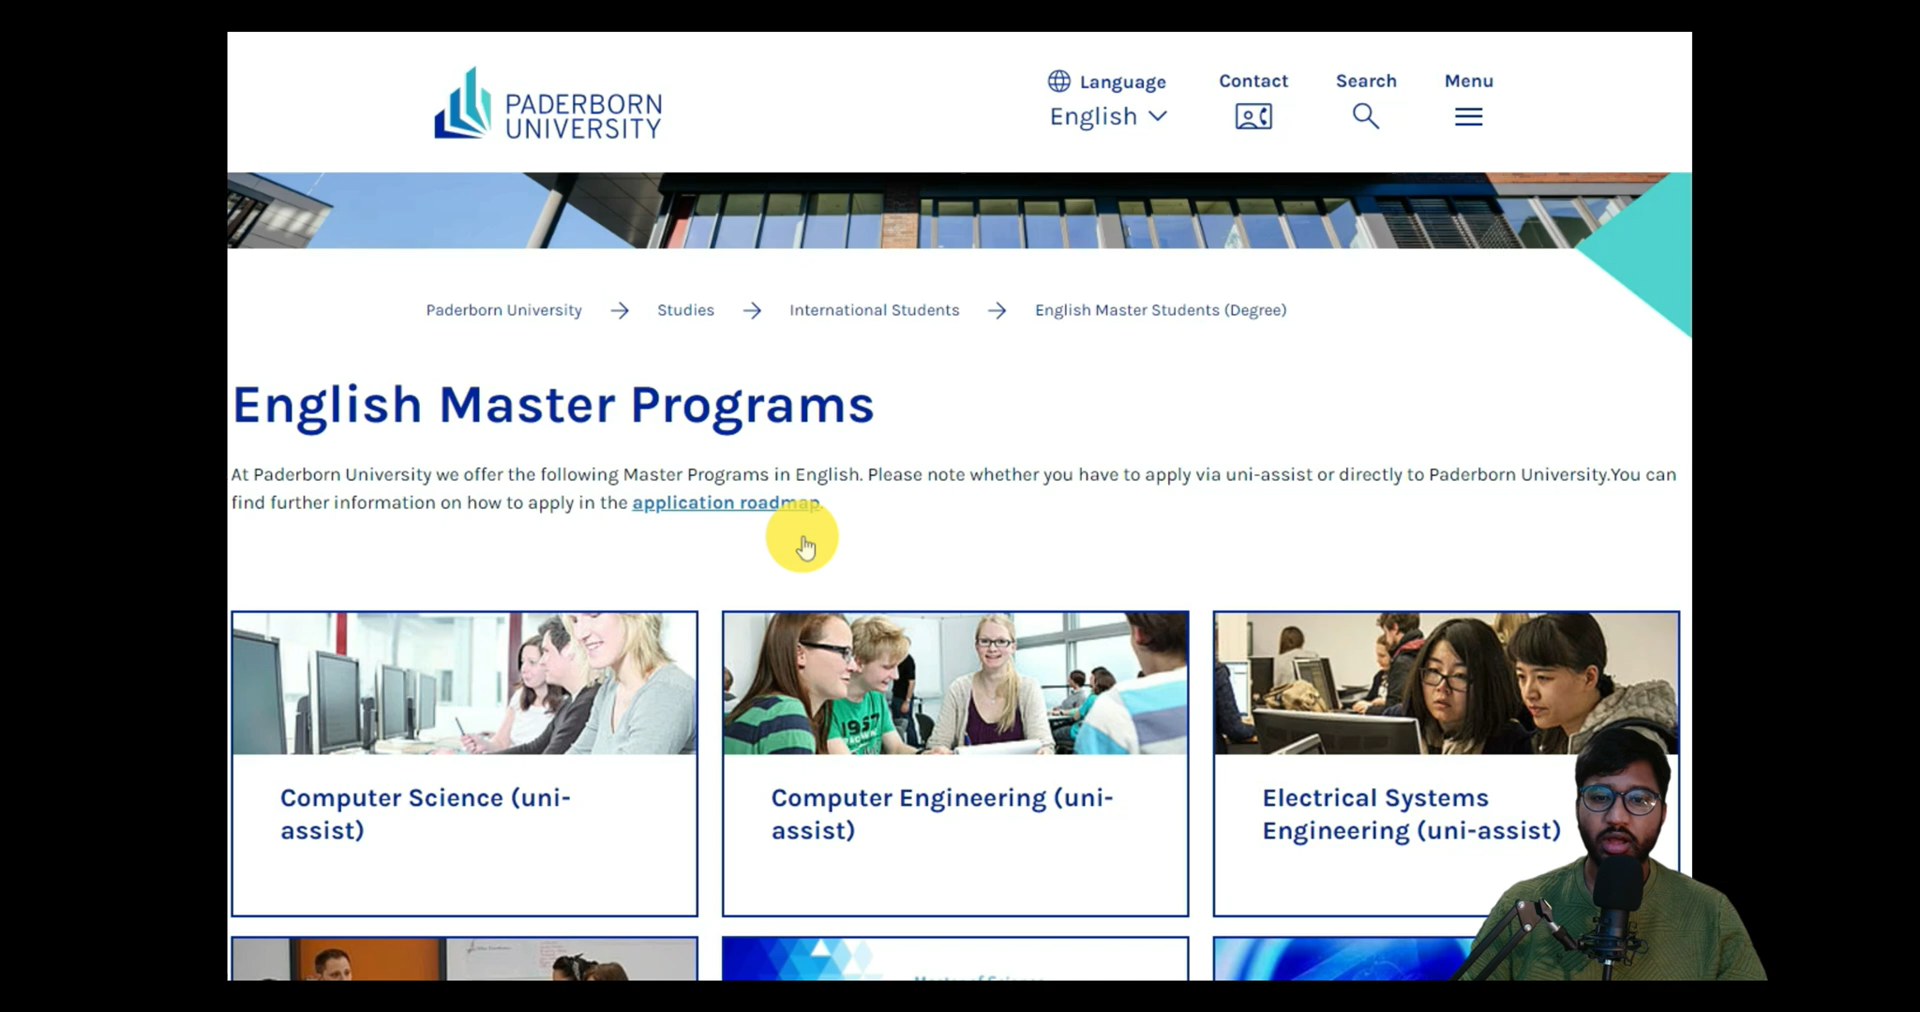 PADERBORN
UNIVERSITY
Language
English
Contact
Search
Menu
Paderborn University → Studies → International Students → English Master Students (Degree)
English Master Programs
At Paderborn University we offer the following Master Programs in English. Please note whether you have to apply via uni-assist or directly to Paderborn University.You can
find further information on how to apply in the application roadmap.
1957
Computer Science (uni-
assist)
Computer Engineering (uni-
assist)
Electrical Systems
Engineering (uni-assist)